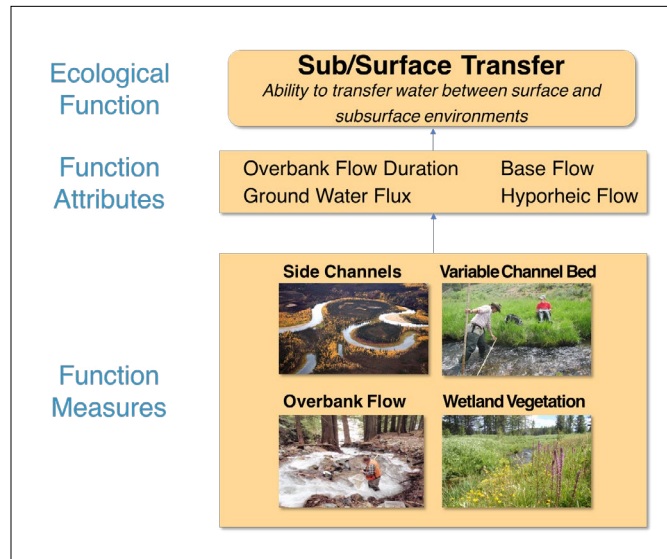 Ecological
Function
Sub/Surface Transfer
Ability to transfer water between surface and
subsurface environments
Function
Attributes
Overbank Flow Duration
Base Flow
Ground Water Flux
Hyporheic Flow
Function
Measures
Side Channels
Variable Channel Bed
Overbank Flow
Wetland Vegetation